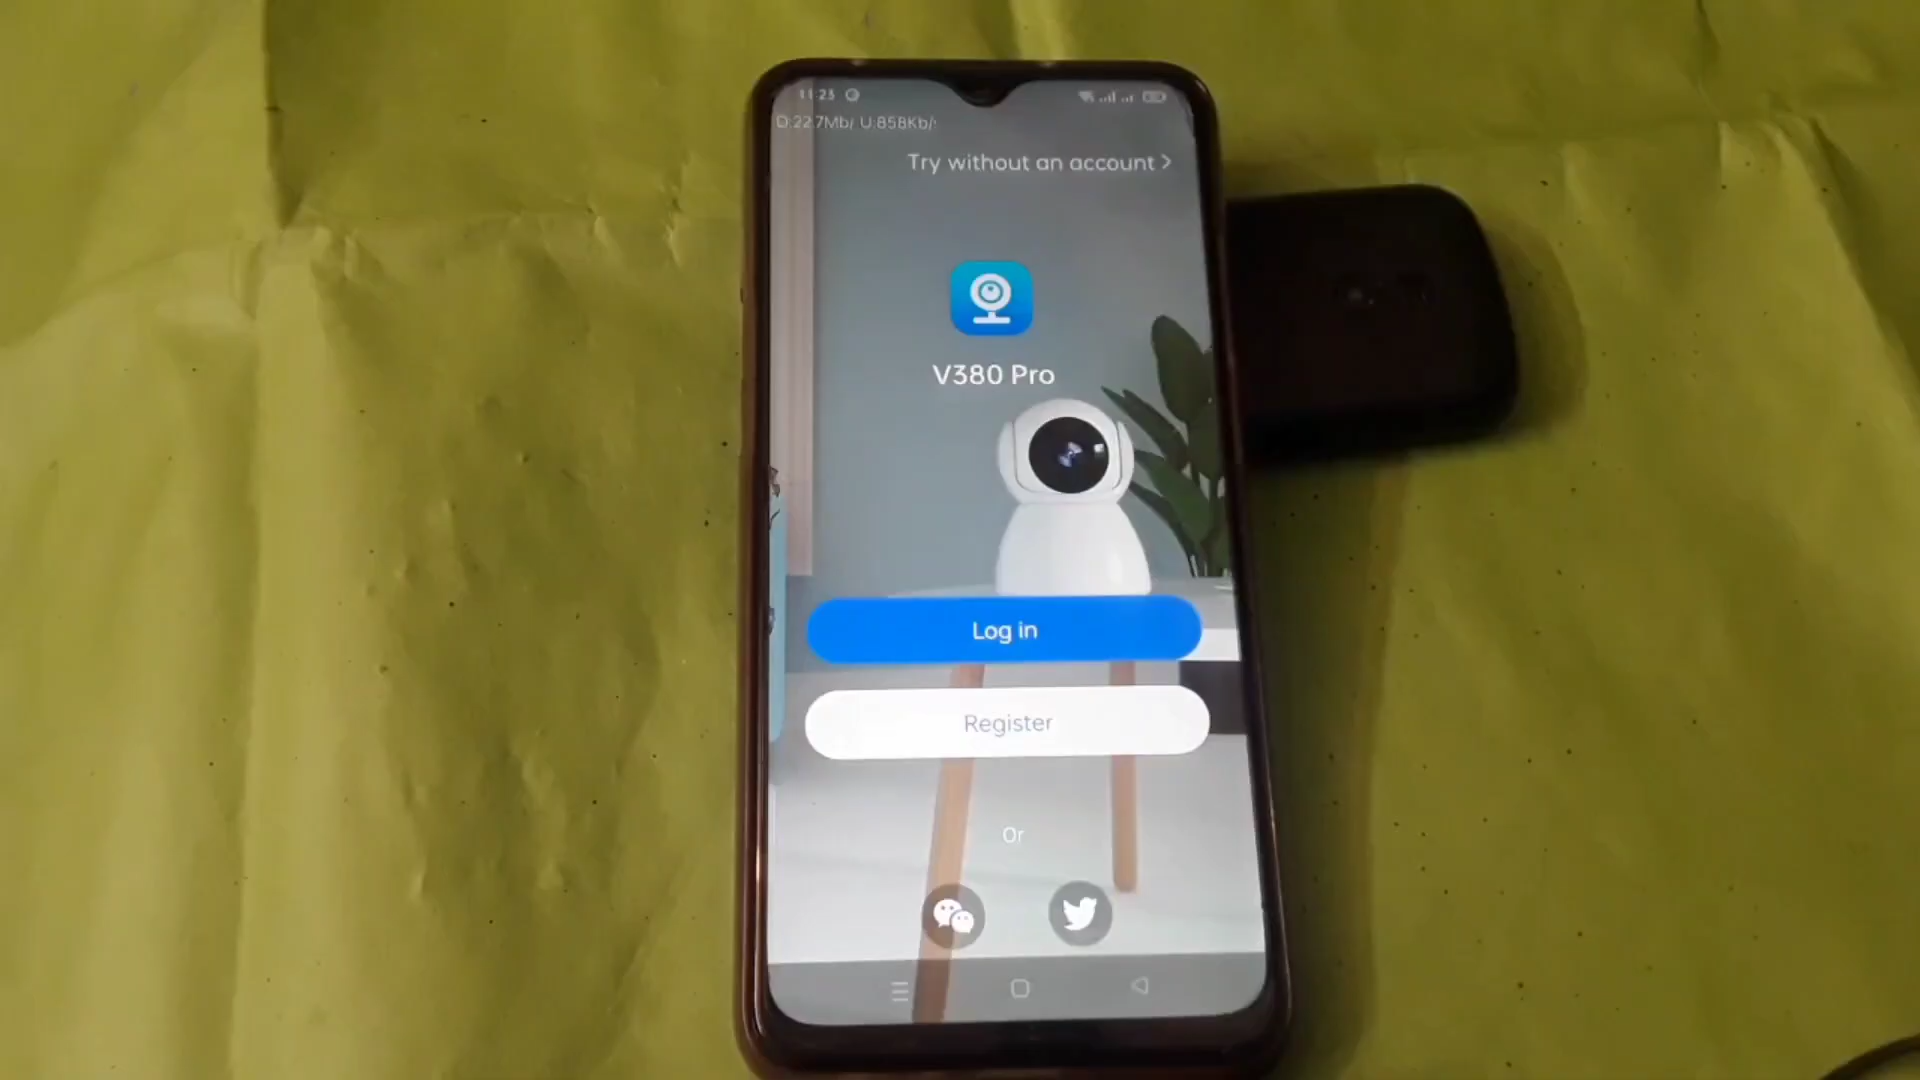 11:23
D:22.7Mb/ U:858Kb/
Try without an account >
V380 Pro
Log in
Register
Or